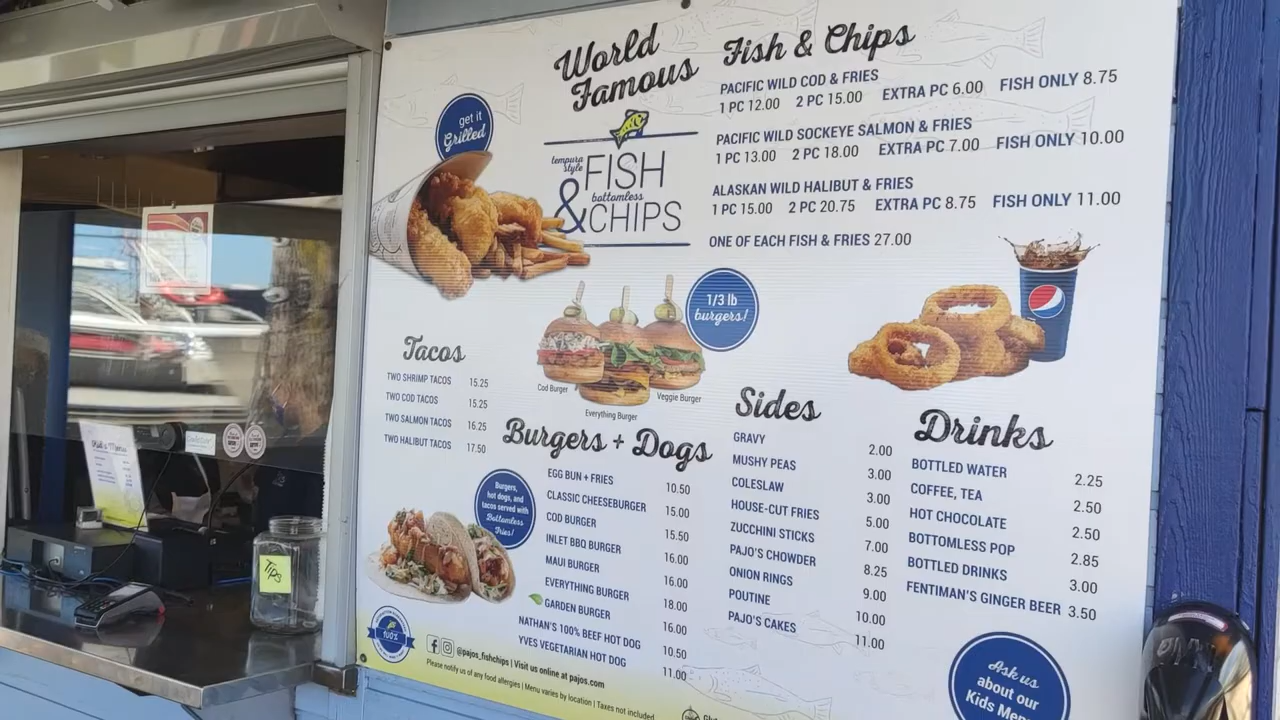 World
Famous
get it
Grilled
tempura
style
FISH
bottomless
& CHIPS
Fish & Chips
PACIFIC WILD COD & FRIES
1 PC 12.00 2 PC 15.00 EXTRA PC 6.00 FISH ONLY 8.75
PACIFIC WILD SOCKEYE SALMON & FRIES
1 PC 13.00 2 PC 18.00 EXTRA PC 7.00 FISH ONLY 10.00
ALASKAN WILD HALIBUT & FRIES
1 PC 15.00 2 PC 20.75 EXTRA PC 8.75 FISH ONLY 11.00
ONE OF EACH FISH & FRIES 27.00
1/3 lb
burgers!
Cod Burger
Everything Burger
Veggie Burger
Tacos
TWO SHRIMP TACOS 15.25
TWO COD TACOS 15.25
TWO SALMON TACOS 16.25
TWO HALIBUT TACOS 17.50
Burgers,
hot dogs, and
tacos served with
Bottomless
Fries!
Burgers + Dogs
EGG BUN + FRIES 10.50
CLASSIC CHEESEBURGER 15.00
COD BURGER 15.50
INLET BBQ BURGER 16.00
MAUI BURGER 16.00
EVERYTHING BURGER 18.00
GARDEN BURGER 16.00
NATHAN'S 100% BEEF HOT DOG 10.50
YVES VEGETARIAN HOT DOG 11.00
Sides
GRAVY 2.00
MUSHY PEAS 3.00
COLESLAW 3.00
HOUSE-CUT FRIES 5.00
ZUCCHINI STICKS 7.00
PAJO'S CHOWDER 8.25
ONION RINGS 9.00
POUTINE 10.00
PAJO'S CAKES 11.00
Drinks
BOTTLED WATER 2.25
COFFEE, TEA 2.50
HOT CHOCOLATE 2.50
BOTTOMLESS POP 2.85
BOTTLED DRINKS 3.00
FENTIMAN'S GINGER BEER 3.50
Ask us
about our
Kids
100%
@pajos_fishchips | Visit us online at pajos.com
Please notify us of any food allergies | Menu varies by location | Taxes not included
Kid's Menu
Tips